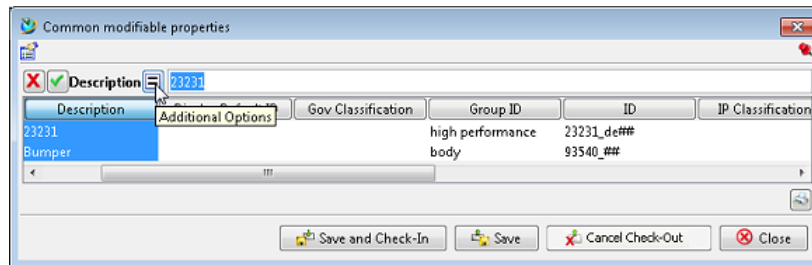 Common modifiable properties
Description = 23231
Description Gov Classification Group ID ID IP Classification
Additional Options
23231 high performance 23231_de##
Bumper body 93540_##
Save and Check-In Save Cancel Check-Out Close